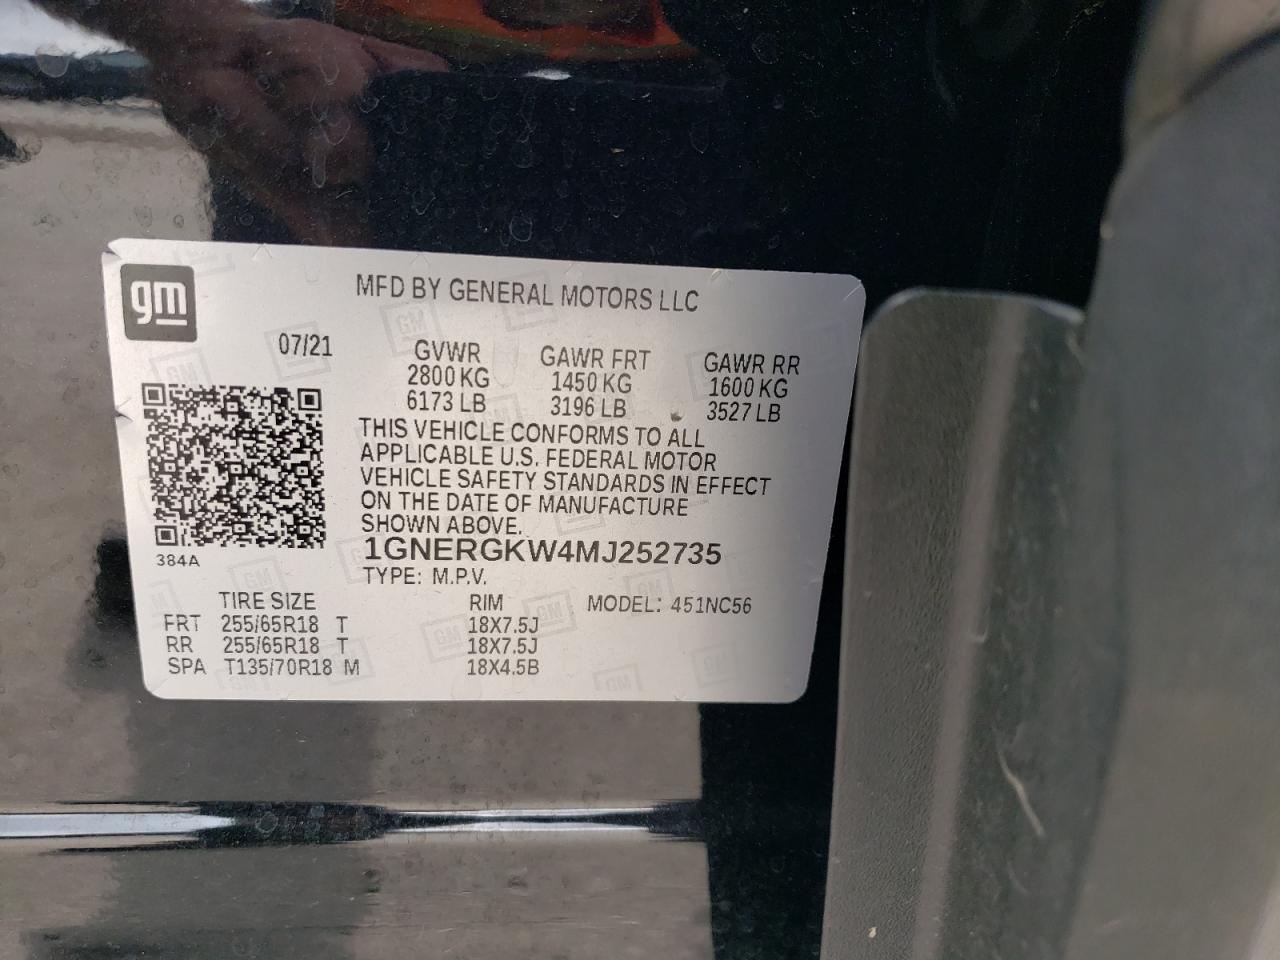 gm
MFD BY GENERAL MOTORS LLC
07/21
GVWR GAWR FRT GAWR RR
2800 KG 1450 KG 1600 KG
6173 LB 3196 LB 3527 LB
THIS VEHICLE CONFORMS TO ALL
APPLICABLE U.S. FEDERAL MOTOR
VEHICLE SAFETY STANDARDS IN EFFECT
ON THE DATE OF MANUFACTURE
SHOWN ABOVE.
384A
1GNERGKW4MJ252735
TYPE: M.P.V.
TIRE SIZE RIM MODEL: 451NC56
FRT 255/65R18 T 18X7.5J
RR 255/65R18 T 18X7.5J
SPA T135/70R18 M 18X4.5B